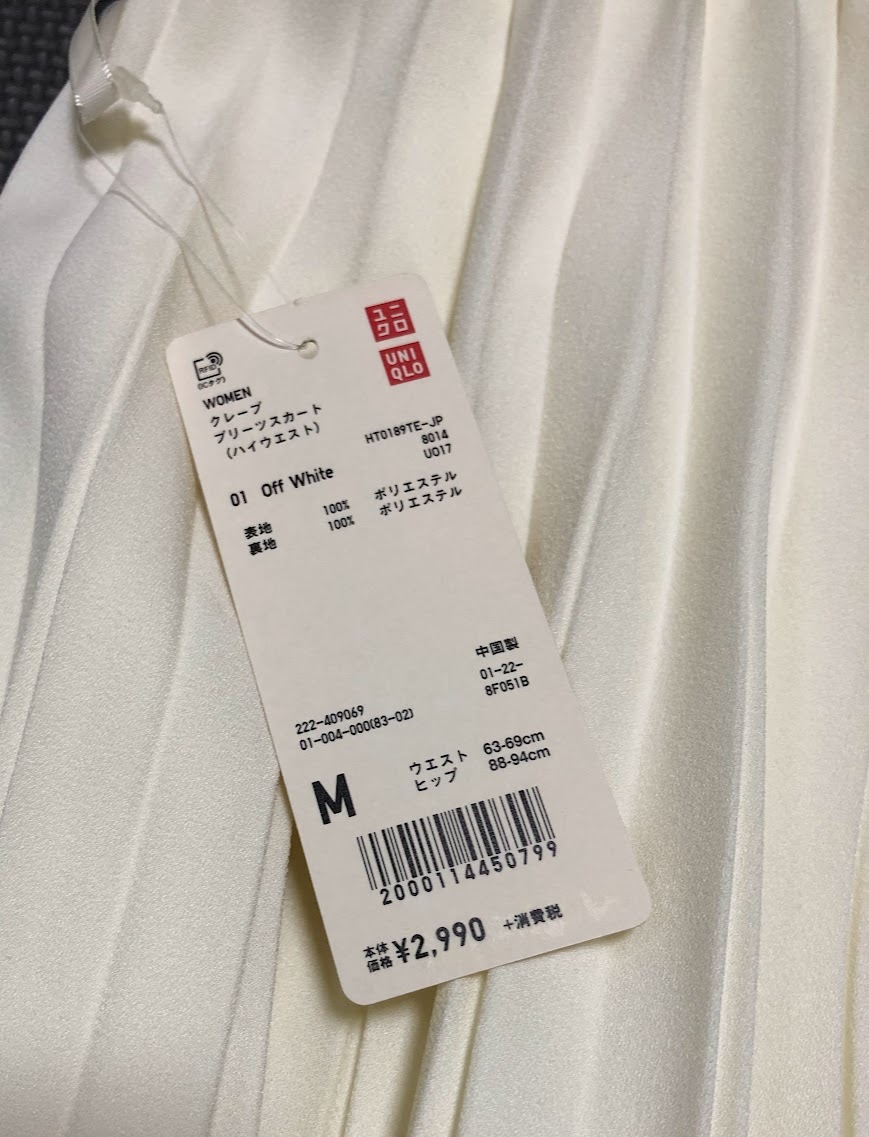 ユニ
クロ
UNI
QLO
RFID
(ICタグ)
WOMEN
クレープ
プリーツスカート
(ハイウエスト)
HT0189TE-JP
8014
U017
01 Off White
表地 100% ポリエステル
裏地 100% ポリエステル
中国製
01-22-
8F051B
222-409069
01-004-000(83-02)
M
ウエスト 63-69cm
ヒップ 88-94cm
2000114450799
本体
価格 ¥2,990 +消費税